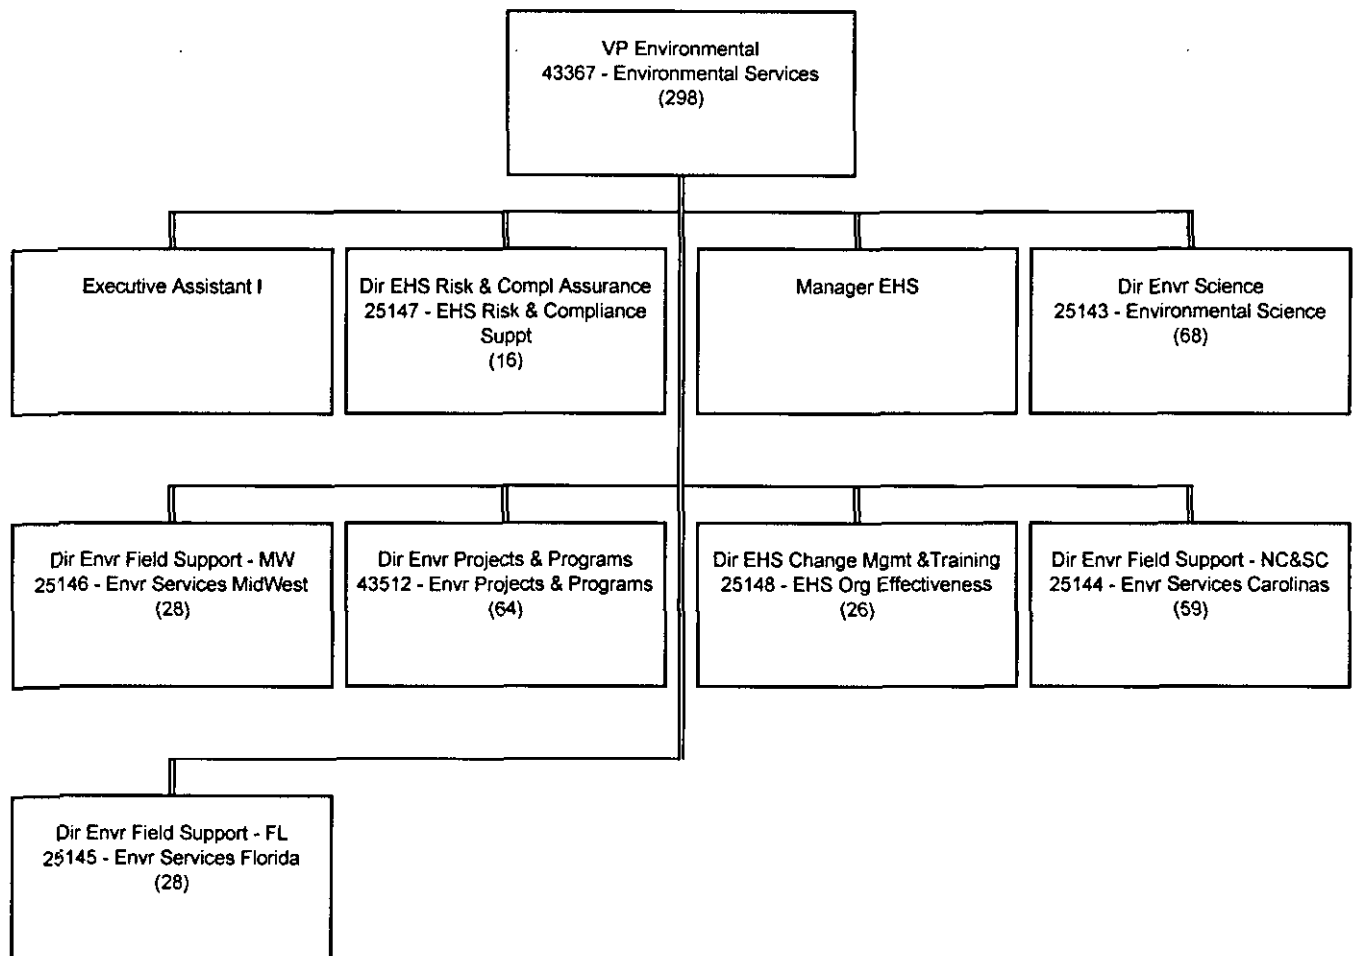 VP Environmental
43367 - Environmental Services
(298)
Executive Assistant I
Dir EHS Risk & Compl Assurance
25147 - EHS Risk & Compliance
Suppt
(16)
Manager EHS
Dir Envr Science
25143 - Environmental Science
(68)
Dir Envr Field Support - MW
25146 - Envr Services MidWest
(28)
Dir Envr Projects & Programs
43512 - Envr Projects & Programs
(64)
Dir EHS Change Mgmt &Training
25148 - EHS Org Effectiveness
(26)
Dir Envr Field Support - NC&SC
25144 - Envr Services Carolinas
(59)
Dir Envr Field Support - FL
25145 - Envr Services Florida
(28)